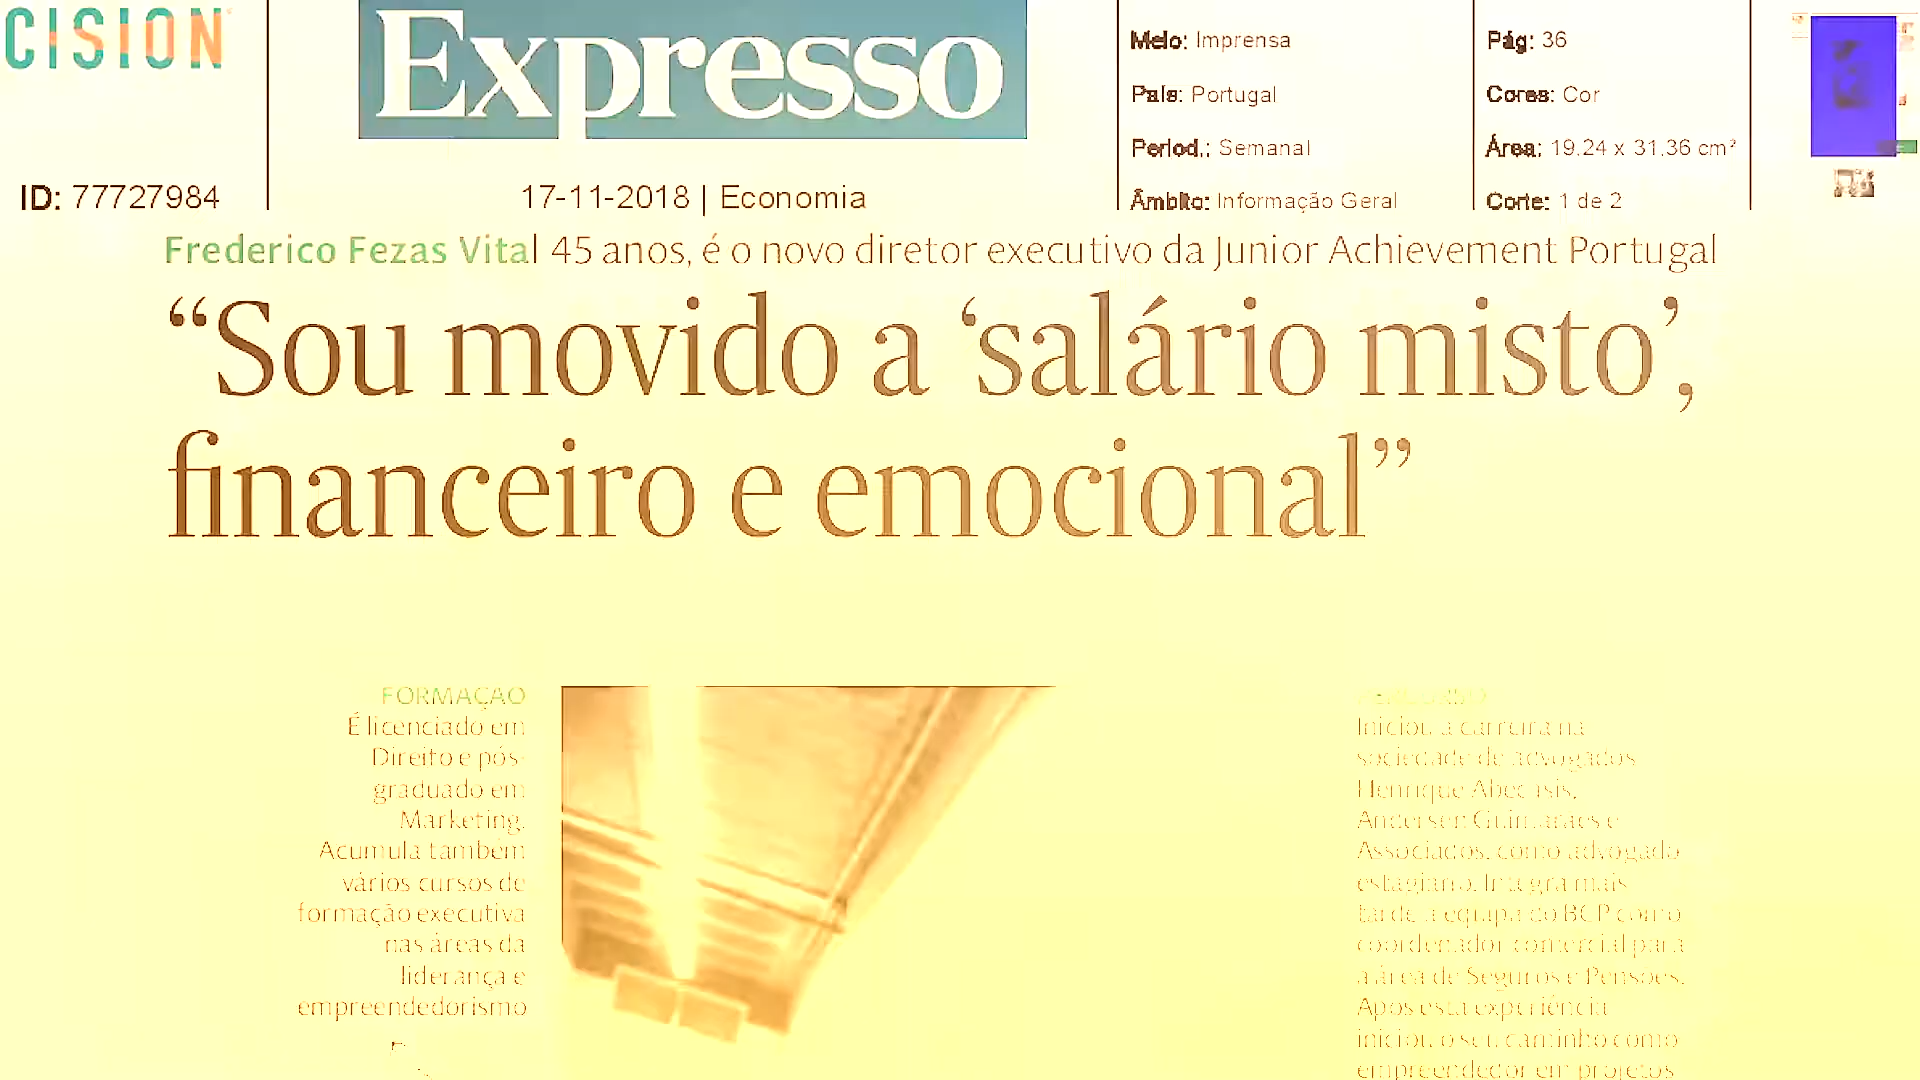 CISION
Expresso
ID: 77727984
17-11-2018 | Economia
Meio: Imprensa
País: Portugal
Period.: Semanal
Âmbito: Informação Geral
Pág: 36
Cores: Cor
Área: 19,24 x 31,36 cm²
Corte: 1 de 2
Frederico Fezas Vital 45 anos, é o novo diretor executivo da Junior Achievement Portugal
“Sou movido a ‘salário misto’,
financeiro e emocional”
FORMAÇÃO
É licenciado em
Direito e pós-
graduado em
Marketing.
Acumula também
vários cursos de
formação executiva
nas áreas da
liderança e
empreendedorismo
Iniciou a carreira na
sociedade de advogados
Henrique Abecasis,
Andersen Guimarães e
Associados, como advogado
estagiário. Integra mais
tarde a equipa do BCP como
coordenador comercial para
a área de Seguros e Pensões.
Após esta experiência
iniciou o seu caminho como
empreendedor em projetos